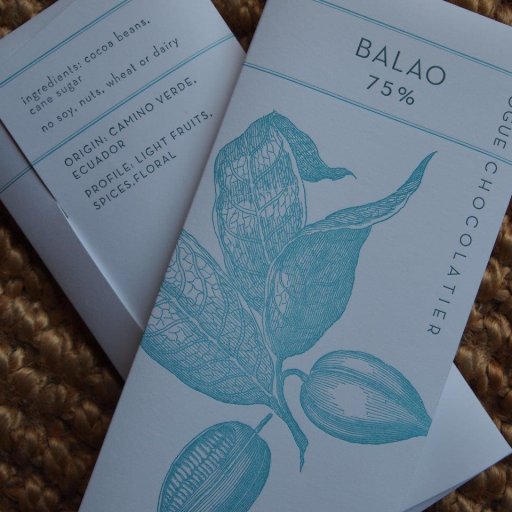 ingredients: cocoa beans,
cane sugar
no soy, nuts, wheat or dairy
ORIGIN: CAMINO VERDE,
ECUADOR
PROFILE: LIGHT FRUITS,
SPICES,FLORAL
BALAO
75%
CHOCOLATIER